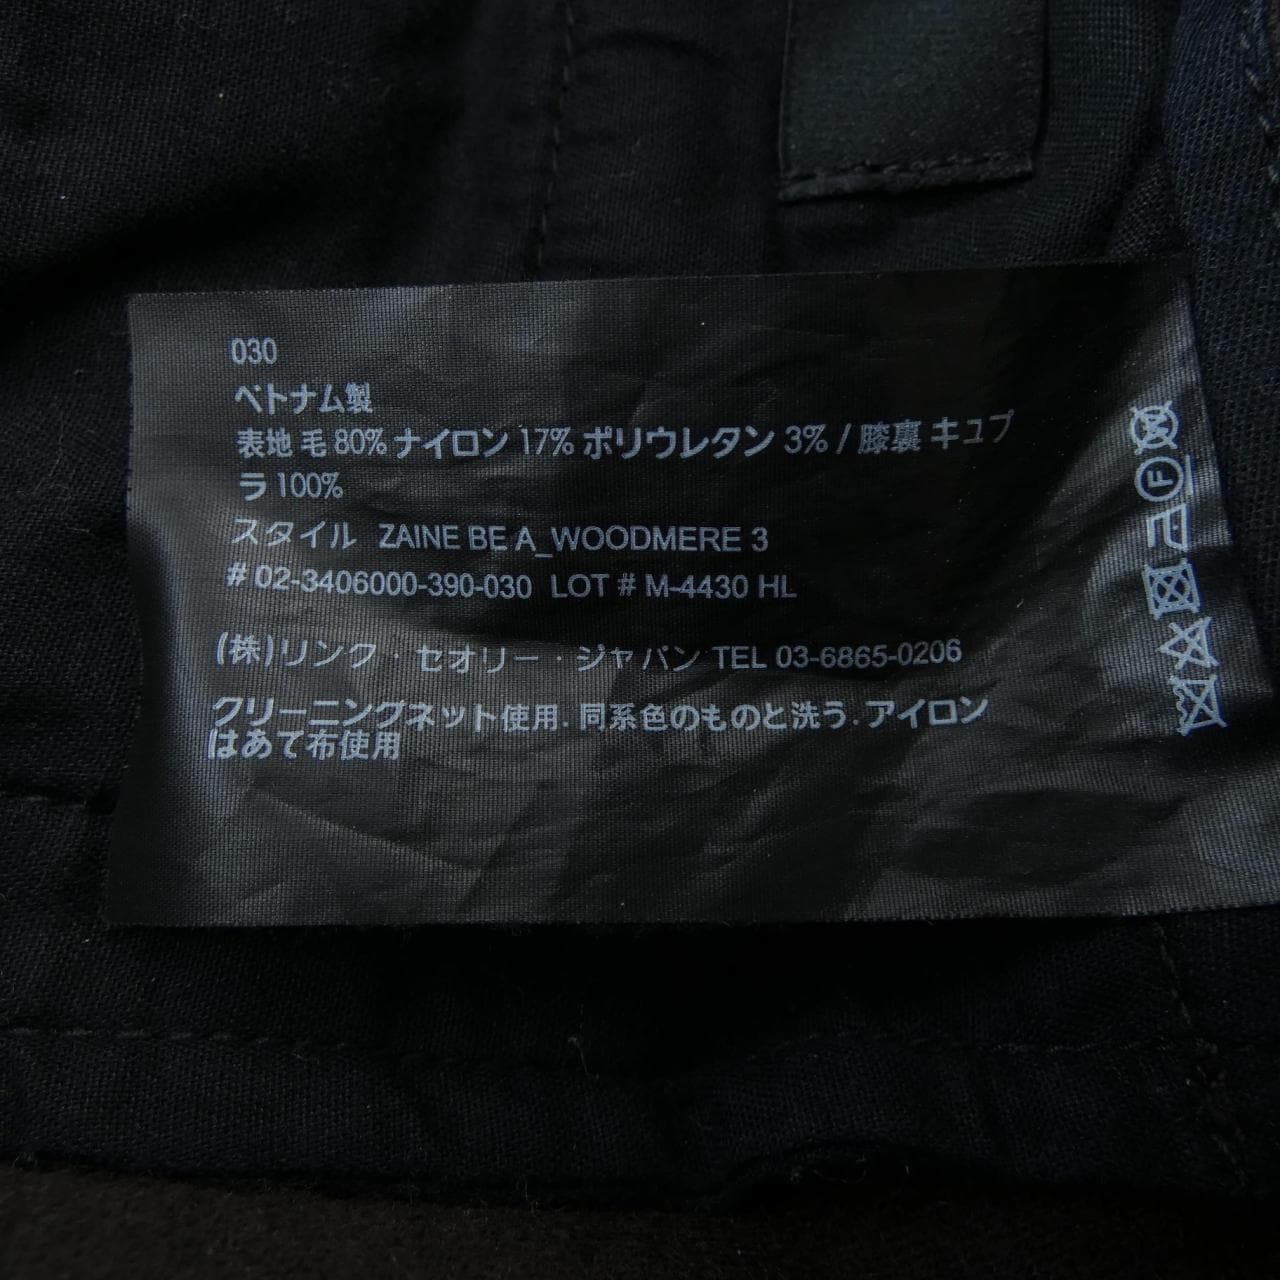 030
ベトナム製
表地 毛 80% ナイロン 17% ポリウレタン 3% / 膝裏 キュプ
ラ 100%
スタイル ZAINE BE A_WOODMERE 3
# 02-3406000-390-030 LOT # M-4430 HL
(株)リンク・セオリー・ジャパン TEL 03-6865-0206
クリーニングネット使用. 同系色のものと洗う. アイロン
はあて布使用
F